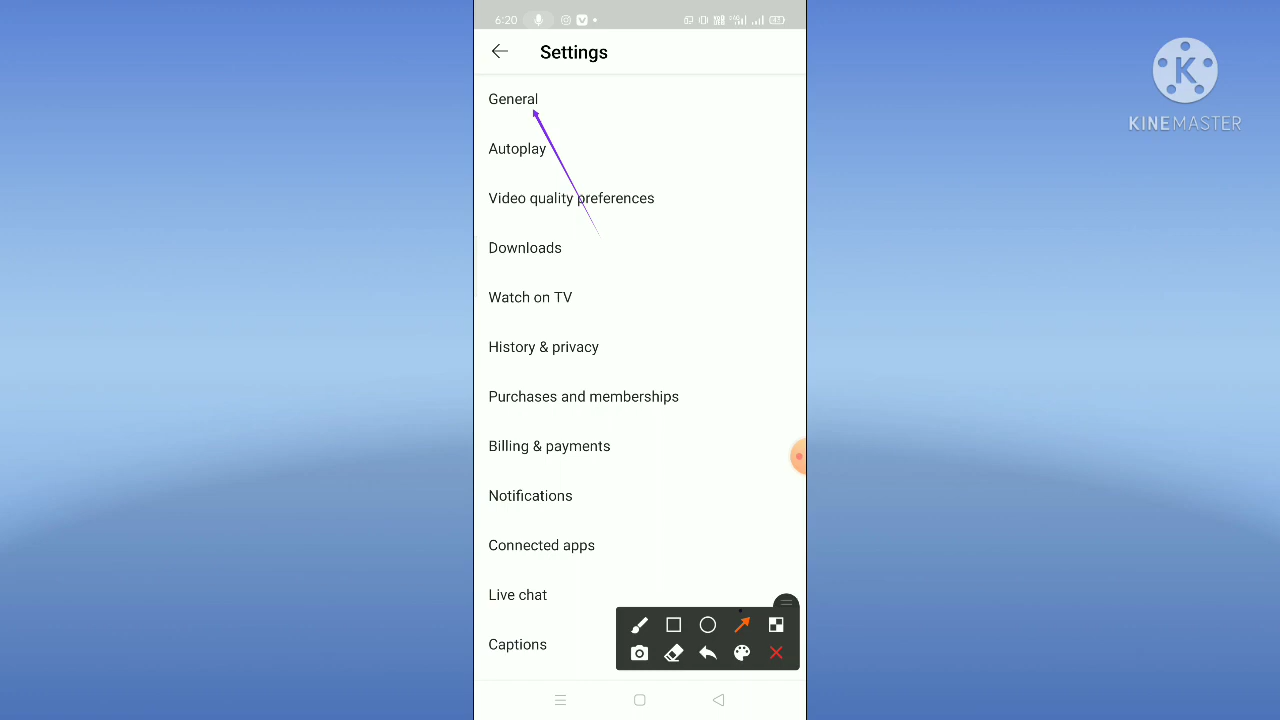 6:20
Settings
General
Autoplay
Video quality preferences
Downloads
Watch on TV
History & privacy
Purchases and memberships
Billing & payments
Notifications
Connected apps
Live chat
Captions
K
KINEMASTER